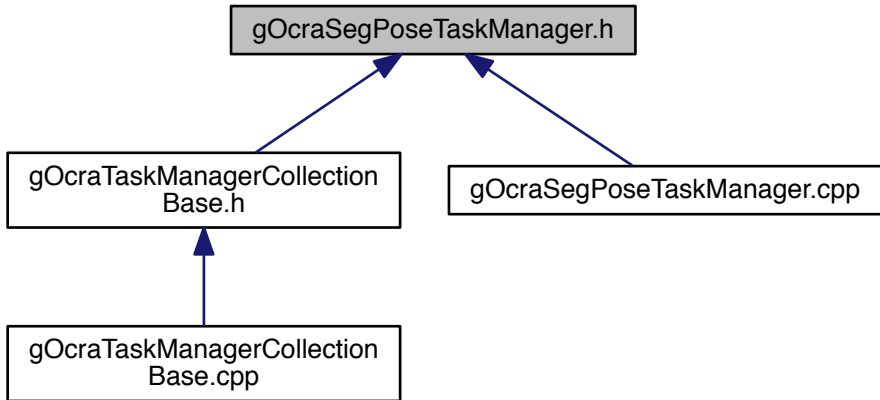 gOcraSegPoseTaskManager.h
gOcraTaskManagerCollection
Base.h
gOcraSegPoseTaskManager.cpp
gOcraTaskManagerCollection
Base.cpp